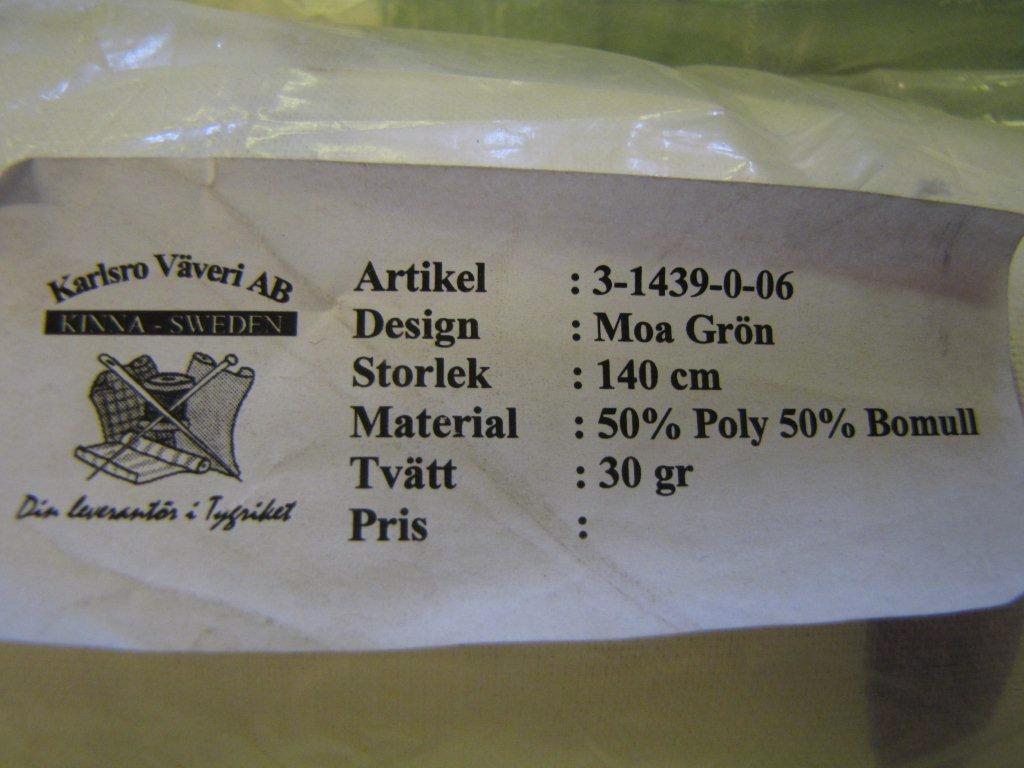 Karlsro Väveri AB
KINNA - SWEDEN
Din leverantör i Tygriket
Artikel : 3-1439-0-06
Design : Moa Grön
Storlek : 140 cm
Material : 50% Poly 50% Bomull
Tvätt : 30 gr
Pris :